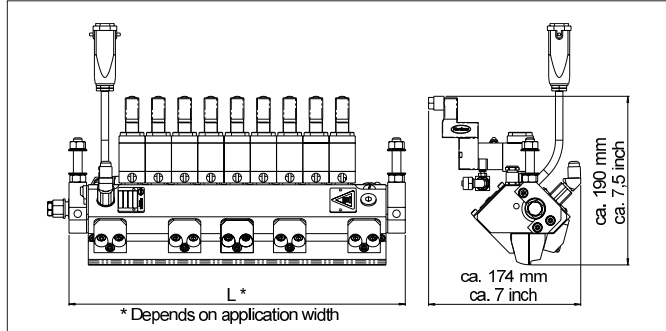 L *
* Depends on application width
ca. 174 mm
ca. 7 inch
ca. 190 mm
ca. 7,5 inch